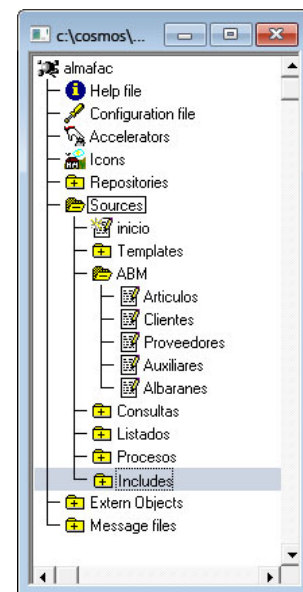 c:\cosmos\...
almafac
Help file
Configuration file
Accelerators
Icons
Repositories
Sources
inicio
Templates
ABM
Articulos
Clientes
Proveedores
Auxiliares
Albaranes
Consultas
Listados
Procesos
Includes
Extern Objects
Message files